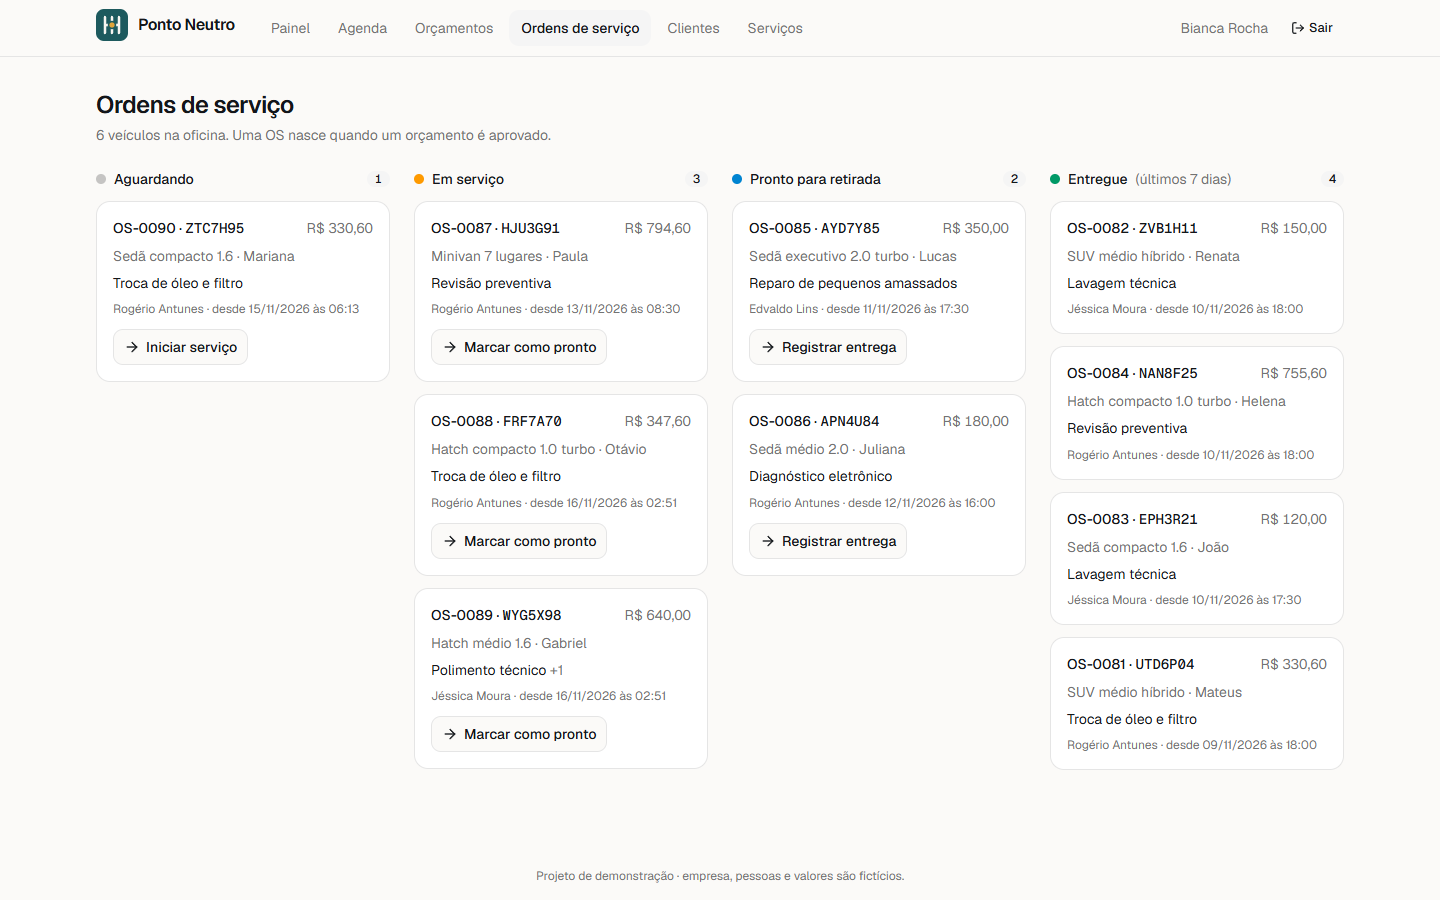 Ponto Neutro
Painel
Agenda
Orçamentos
Ordens de serviço
Clientes
Serviços
Bianca Rocha
Sair
Ordens de serviço
6 veículos na oficina. Uma OS nasce quando um orçamento é aprovado.
Aguardando 1
OS-0090 · ZTC7H95 R$ 330,60
Sedã compacto 1.6 · Mariana
Troca de óleo e filtro
Rogério Antunes · desde 15/11/2026 às 06:13
Iniciar serviço
Em serviço 3
OS-0087 · HJU3G91 R$ 794,60
Minivan 7 lugares · Paula
Revisão preventiva
Rogério Antunes · desde 13/11/2026 às 08:30
Marcar como pronto
OS-0088 · FRF7A70 R$ 347,60
Hatch compacto 1.0 turbo · Otávio
Troca de óleo e filtro
Rogério Antunes · desde 16/11/2026 às 02:51
Marcar como pronto
OS-0089 · WYG5X98 R$ 640,00
Hatch médio 1.6 · Gabriel
Polimento técnico +1
Jéssica Moura · desde 16/11/2026 às 02:51
Marcar como pronto
Pronto para retirada 2
OS-0085 · AYD7Y85 R$ 350,00
Sedã executivo 2.0 turbo · Lucas
Reparo de pequenos amassados
Edvaldo Lins · desde 11/11/2026 às 17:30
Registrar entrega
OS-0086 · APN4U84 R$ 180,00
Sedã médio 2.0 · Juliana
Diagnóstico eletrônico
Rogério Antunes · desde 12/11/2026 às 16:00
Registrar entrega
Entregue (últimos 7 dias) 4
OS-0082 · ZVB1H11 R$ 150,00
SUV médio híbrido · Renata
Lavagem técnica
Jéssica Moura · desde 10/11/2026 às 18:00
OS-0084 · NAN8F25 R$ 755,60
Hatch compacto 1.0 turbo · Helena
Revisão preventiva
Rogério Antunes · desde 10/11/2026 às 18:00
OS-0083 · EPH3R21 R$ 120,00
Sedã compacto 1.6 · João
Lavagem técnica
Jéssica Moura · desde 10/11/2026 às 17:30
OS-0081 · UTD6P04 R$ 330,60
SUV médio híbrido · Mateus
Troca de óleo e filtro
Rogério Antunes · desde 09/11/2026 às 18:00
Projeto de demonstração · empresa, pessoas e valores são fictícios.